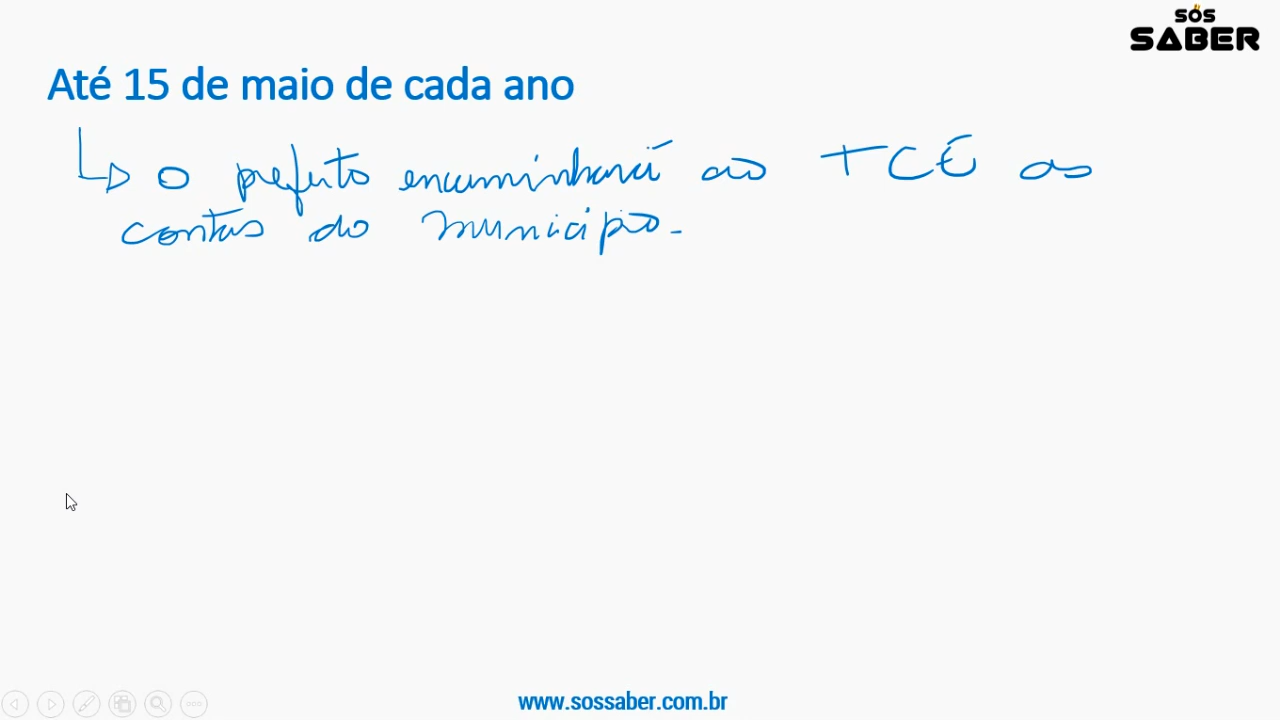 SÓS
SABER
Até 15 de maio de cada ano
o prefeito encaminhará ao TCE as
contas do município.
www.sossaber.com.br